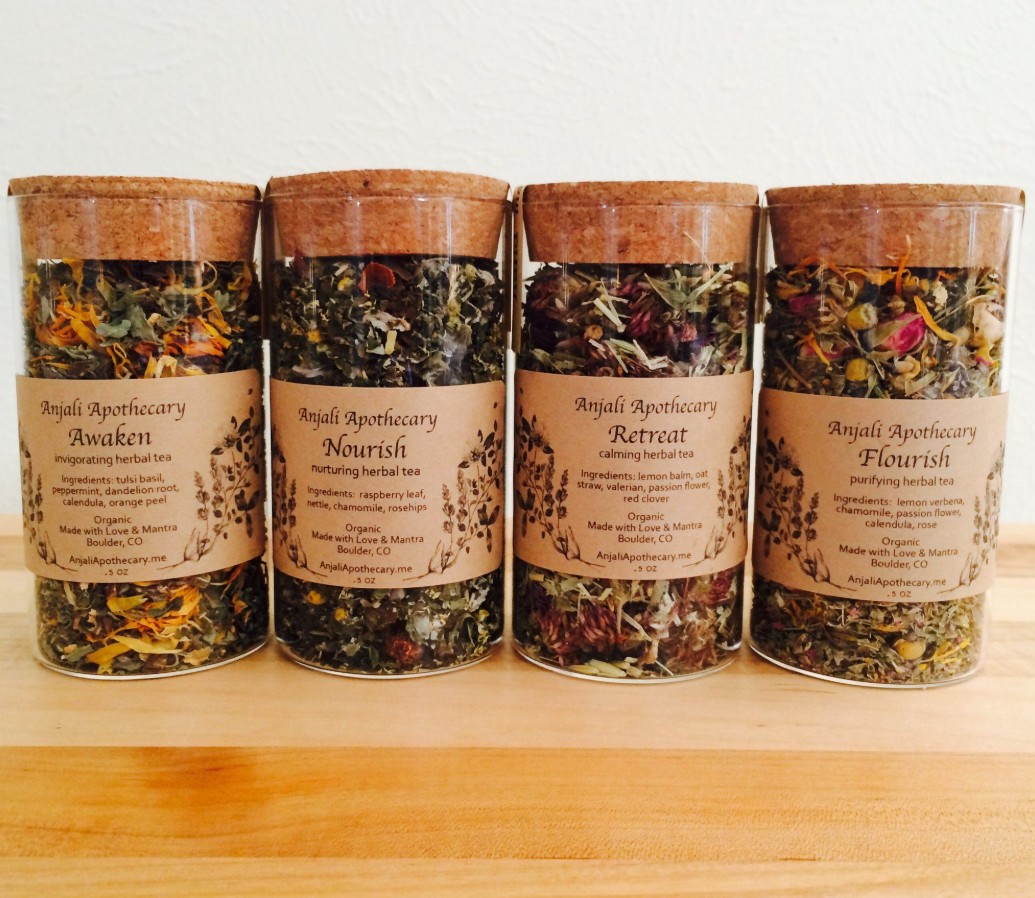 Anjali Apothecary
Awaken
invigorating herbal tea
Ingredients: tulsi basil,
peppermint, dandelion root,
calendula, orange peel
Organic
Made with Love & Mantra
Boulder, CO
AnjaliApothecary.me
.5 OZ
Anjali Apothecary
Nourish
nurturing herbal tea
Ingredients: raspberry leaf,
nettle, chamomile, rosehips
Organic
Made with Love & Mantra
Boulder, CO
AnjaliApothecary.me
.5 OZ
Anjali Apothecary
Retreat
calming herbal tea
Ingredients: lemon balm, oat
straw, valerian, passion flower,
red clover
Organic
Made with Love & Mantra
Boulder, CO
AnjaliApothecary.me
.5 OZ
Anjali Apothecary
Flourish
purifying herbal tea
Ingredients: lemon verbena,
chamomile, passion flower,
calendula, rose
Organic
Made with Love & Mantra
Boulder, CO
AnjaliApothecary.me
.5 OZ